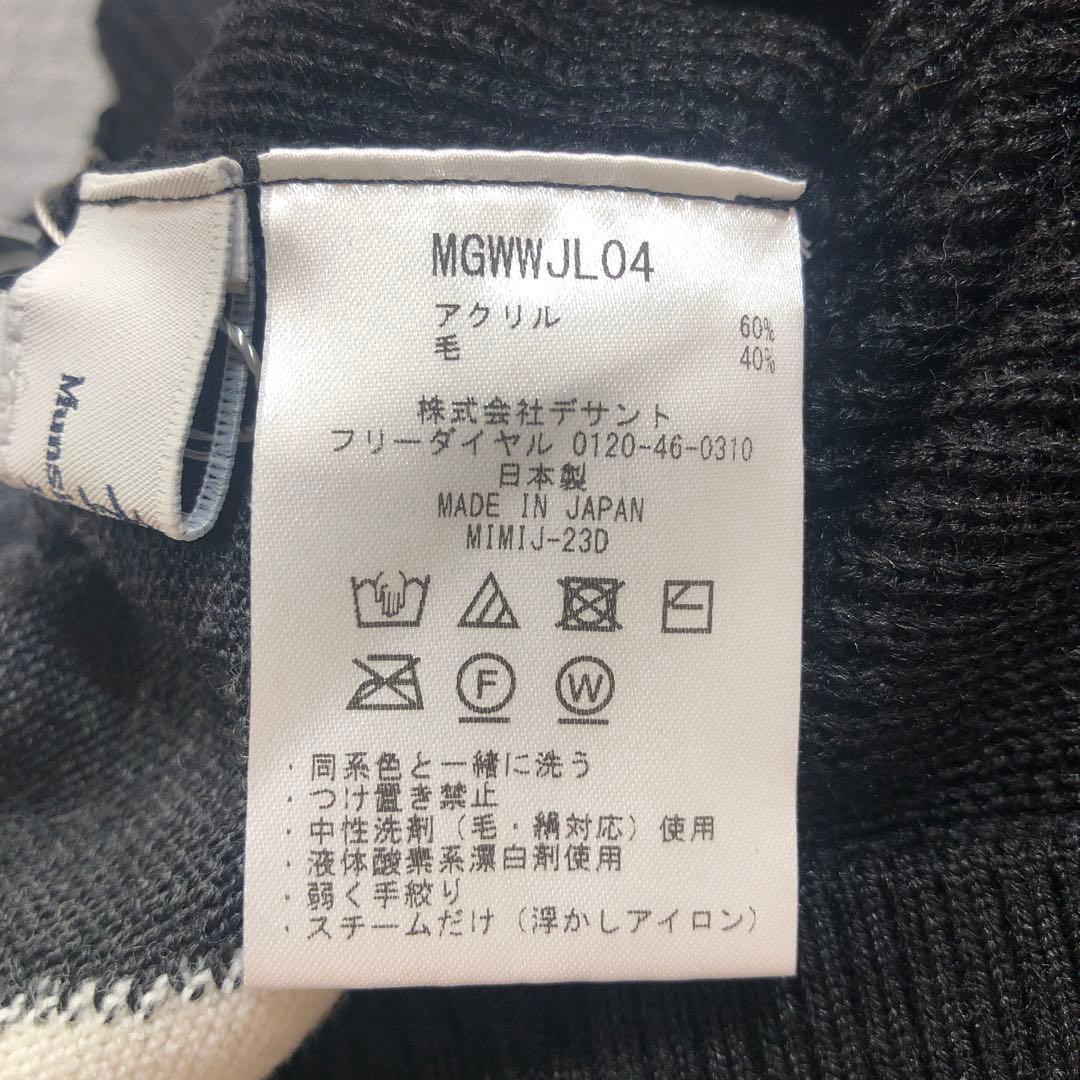 MGWWJL04
アクリル 60%
毛 40%
株式会社デサント
フリーダイヤル 0120-46-0310
日本製
MADE IN JAPAN
MIMIJ-23D
F W
・同系色と一緒に洗う
・つけ置き禁止
・中性洗剤(毛・絹対応)使用
・液体酸素系漂白剤使用
・弱く手絞り
・スチームだけ(浮かしアイロン)
Munsi